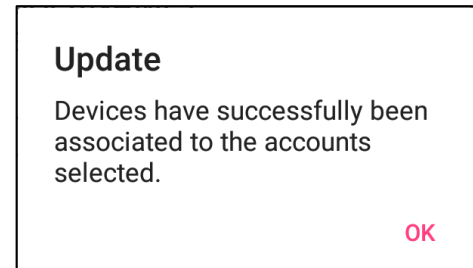 Update
Devices have successfully been
associated to the accounts
selected.
OK